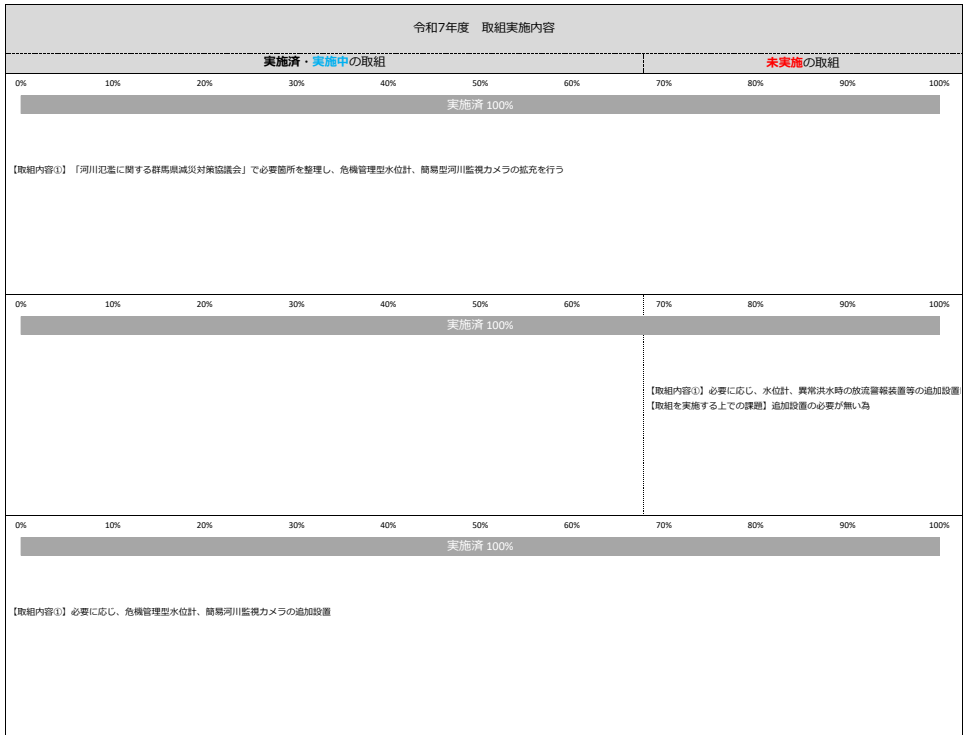 令和7年度　取組実施内容
実施済・実施中の取組
未実施の取組
0% 10% 20% 30% 40% 50% 60% 70% 80% 90% 100%
実施済 100%
【取組内容①】「河川氾濫に関する群馬県減災対策協議会」で必要箇所を整理し、危機管理型水位計、簡易型河川監視カメラの拡充を行う
0% 10% 20% 30% 40% 50% 60% 70% 80% 90% 100%
実施済 100%
【取組内容①】必要に応じ、水位計、異常洪水時の放流警報装置等の追加設置
【取組を実施する上での課題】追加設置の必要が無い為
0% 10% 20% 30% 40% 50% 60% 70% 80% 90% 100%
実施済 100%
【取組内容①】必要に応じ、危機管理型水位計、簡易河川監視カメラの追加設置